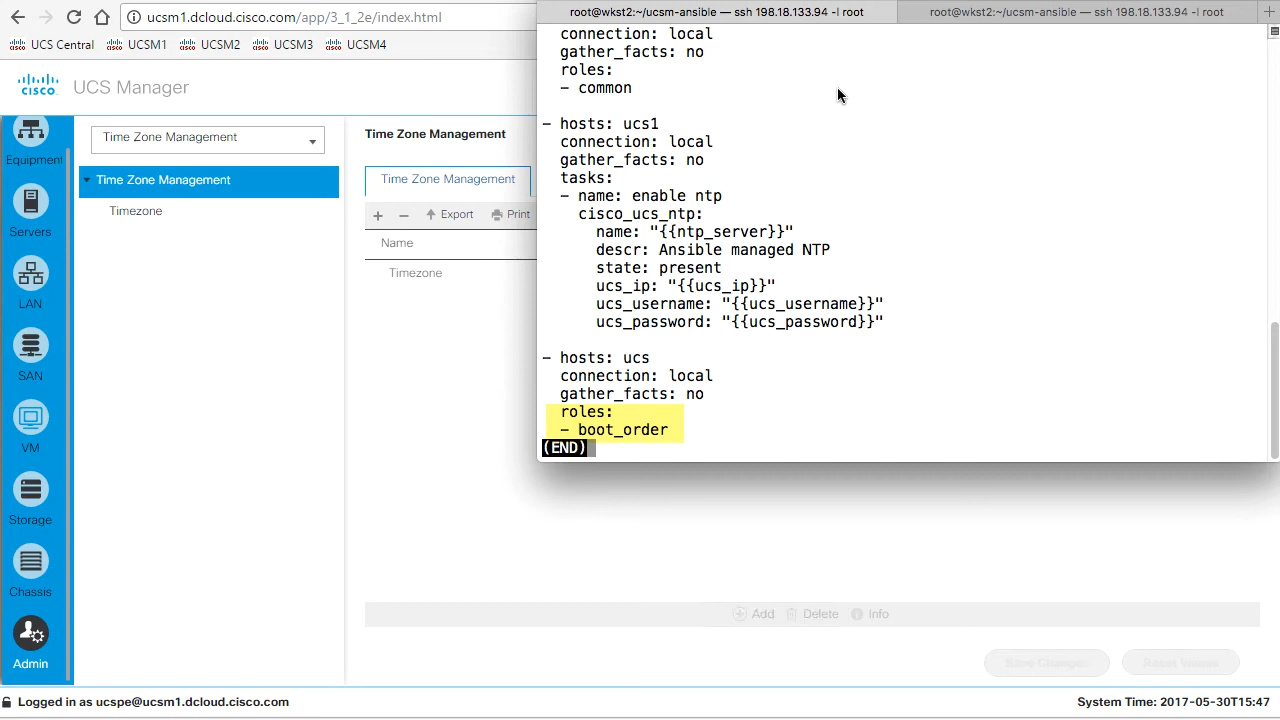 ucsm1.dcloud.cisco.com/app/3_1_2e/index.html
UCS Central
UCSM1
UCSM2
UCSM3
UCSM4
cisco
UCS Manager
Equipment
Servers
LAN
SAN
VM
Storage
Chassis
Admin
Time Zone Management
Time Zone Management
Timezone
Time Zone Management
Time Zone Management
+ − Export Print
Name
Timezone
root@wkst2:~/ucsm-ansible — ssh 198.18.133.94 -l root
root@wkst2:~/ucsm-ansible — ssh 198.18.133.94 -l root
connection: local
gather_facts: no
roles:
- common
- hosts: ucs1
connection: local
gather_facts: no
tasks:
- name: enable ntp
cisco_ucs_ntp:
name: "{{ntp_server}}"
descr: Ansible managed NTP
state: present
ucs_ip: "{{ucs_ip}}"
ucs_username: "{{ucs_username}}"
ucs_password: "{{ucs_password}}"
- hosts: ucs
connection: local
gather_facts: no
roles:
- boot_order
(END)
Add Delete Info
Save Changes
Reset Values
Logged in as ucspe@ucsm1.dcloud.cisco.com
System Time: 2017-05-30T15:47